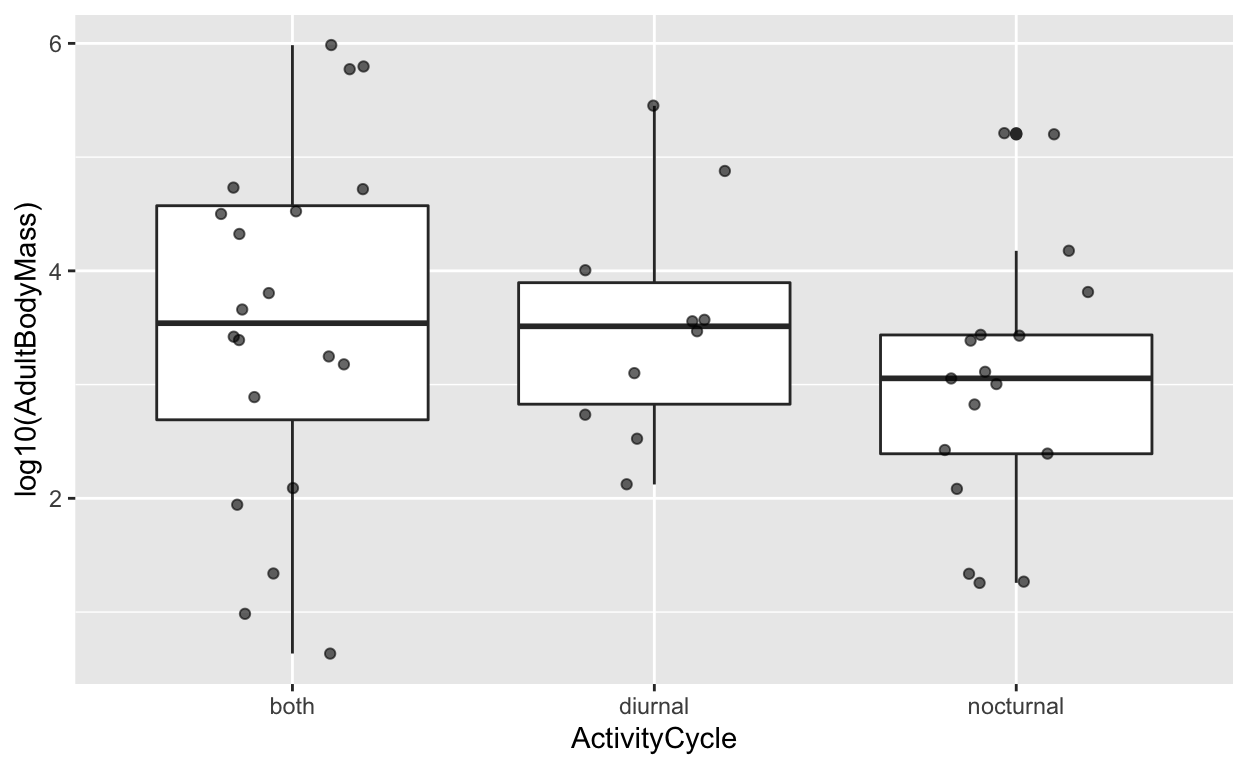 log10(AdultBodyMass)
6
4
2
both diurnal nocturnal
ActivityCycle